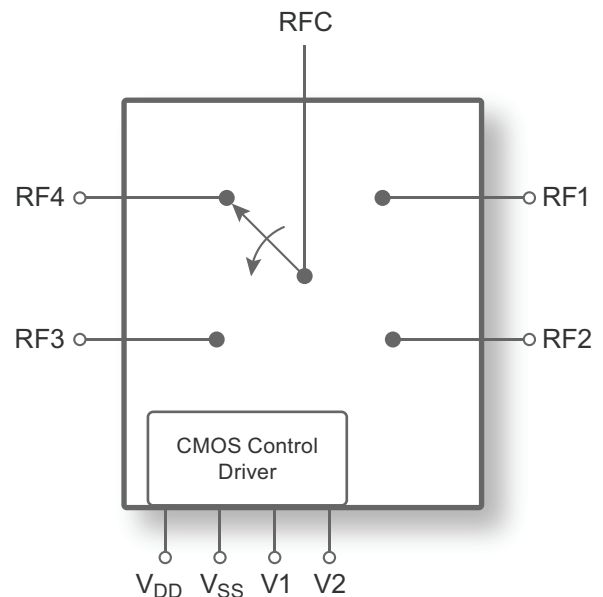 RFC
RF4
RF1
RF3
RF2
CMOS Control
Driver
VDD VSS V1 V2